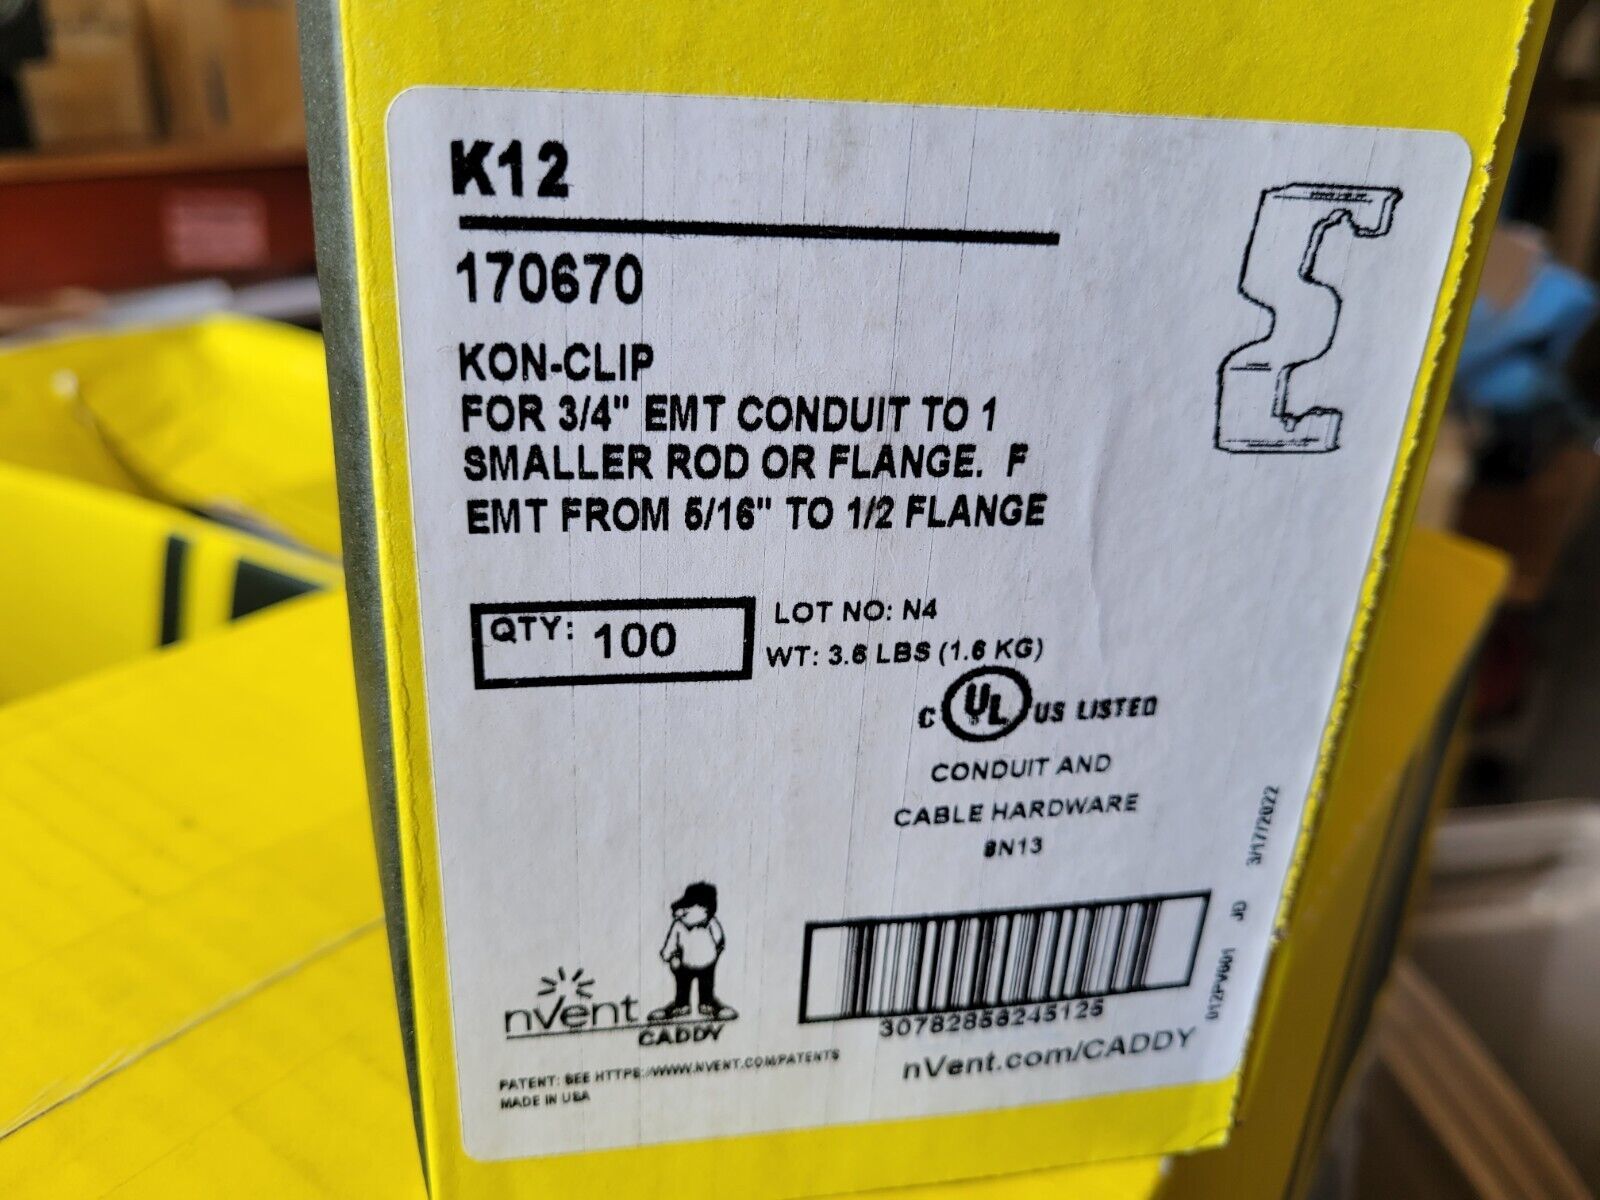 K12
170670
KON-CLIP
FOR 3/4" EMT CONDUIT TO 1
SMALLER ROD OR FLANGE. F
EMT FROM 5/16" TO 1/2 FLANGE
QTY: 100
LOT NO: N4
WT: 3.6 LBS (1.6 KG)
C UL US LISTED
CONDUIT AND
CABLE HARDWARE
9N13
3/17/2022
JD
012PV001
nVent
CADDY
30782856245125
nVent.com/CADDY
PATENT: SEE HTTPS://WWW.NVENT.COM/PATENTS
MADE IN USA